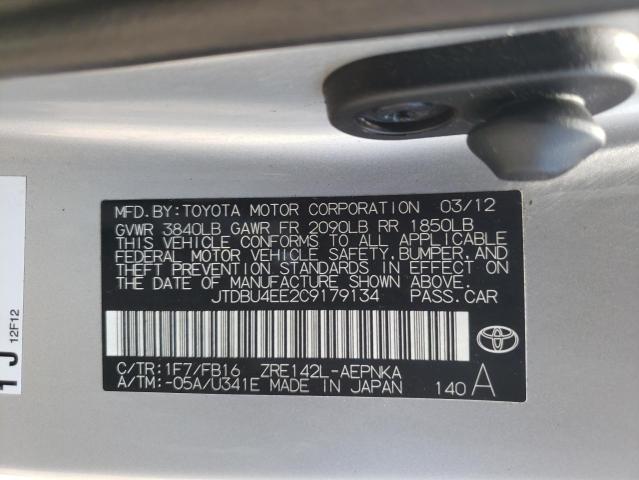 MFD.BY:TOYOTA MOTOR CORPORATION 03/12
GVWR 3840LB GAWR FR 2090LB RR 1850LB
THIS VEHICLE CONFORMS TO ALL APPLICABLE
FEDERAL MOTOR VEHICLE SAFETY,BUMPER,AND
THEFT PREVENTION STANDARDS IN EFFECT ON
THE DATE OF MANUFACTURE SHOWN ABOVE.
JTDBU4EE2C9179134 PASS.CAR
C/TR:1F7/FB16 ZRE142L-AEPNKA
A/TM:-05A/U341E MADE IN JAPAN 140 A
12F12